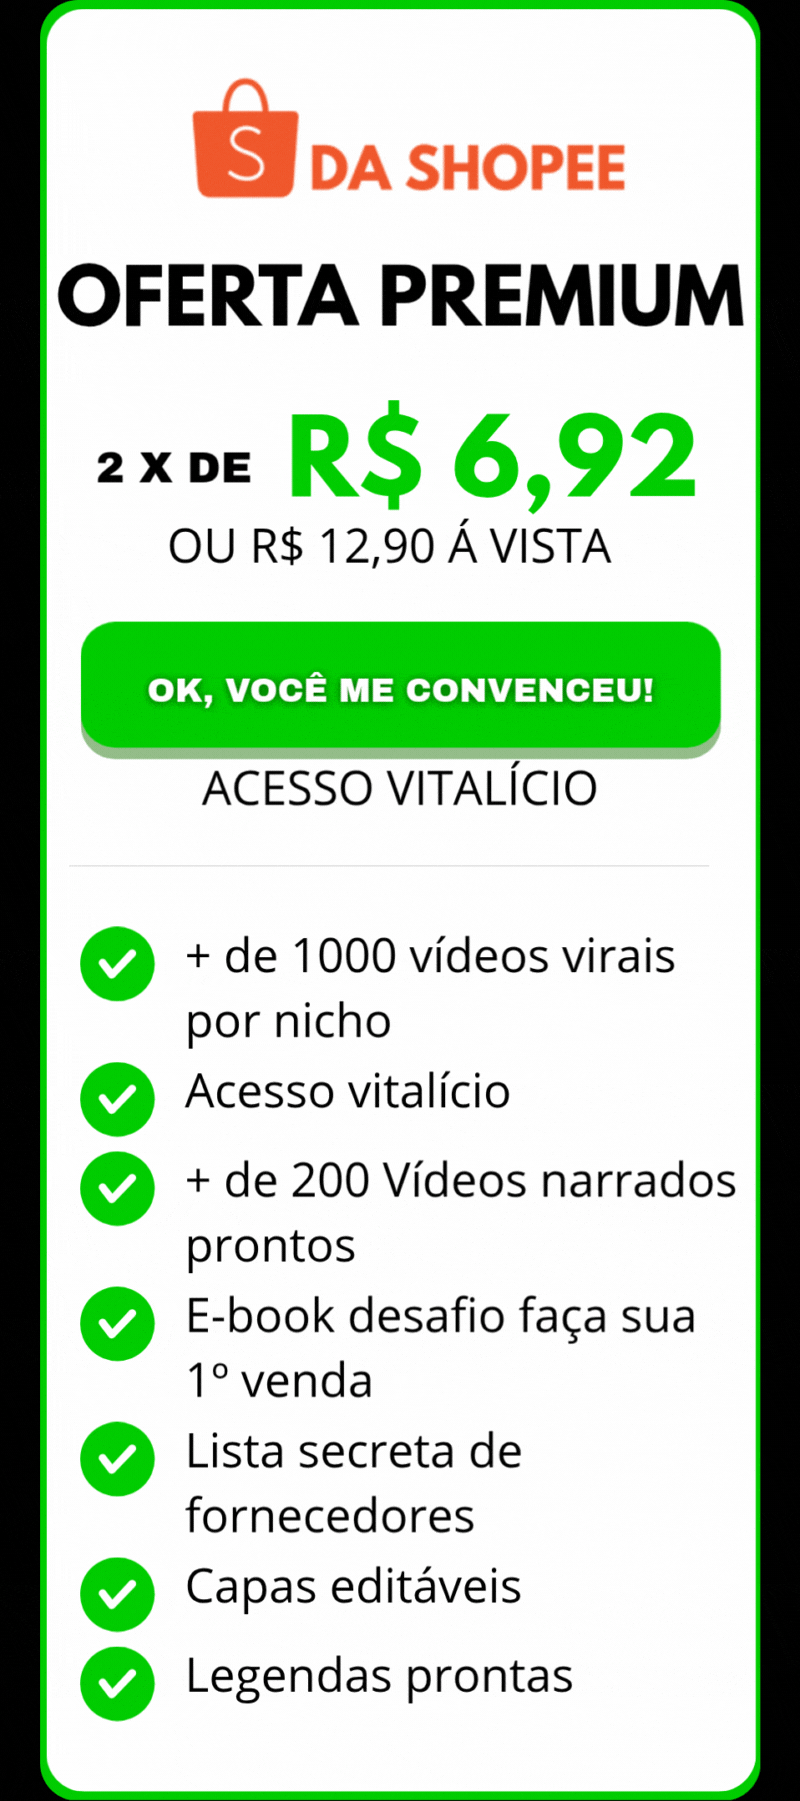 S DA SHOPEE
OFERTA PREMIUM
2 X DE R$ 6,92
OU R$ 12,90 Á VISTA
OK, VOCÊ ME CONVENCEU!
ACESSO VITALÍCIO
+ de 1000 vídeos virais
por nicho
Acesso vitalício
+ de 200 Vídeos narrados
prontos
E-book desafio faça sua
1º venda
Lista secreta de
fornecedores
Capas editáveis
Legendas prontas